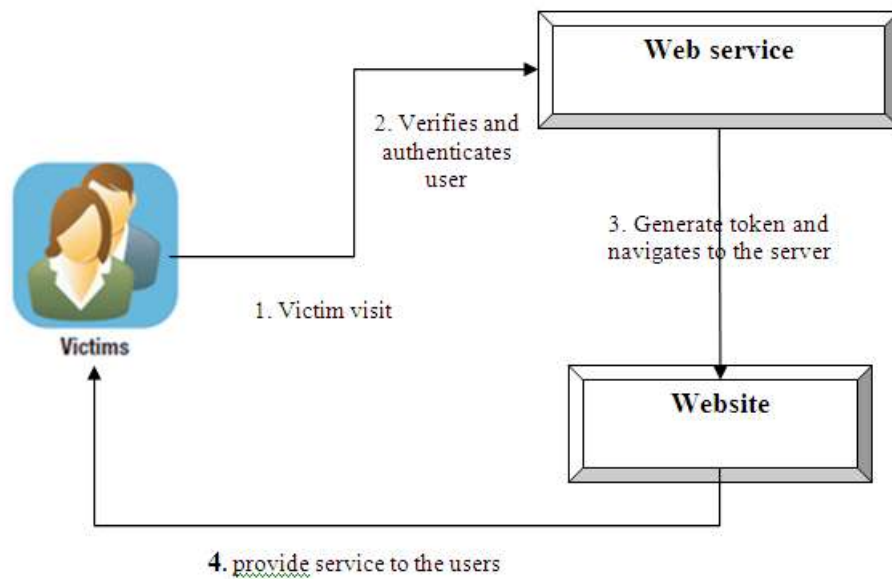 Web service
2. Verifies and
authenticates
user
3. Generate token and
navigates to the server
1. Victim visit
Victims
Website
4. provide service to the users